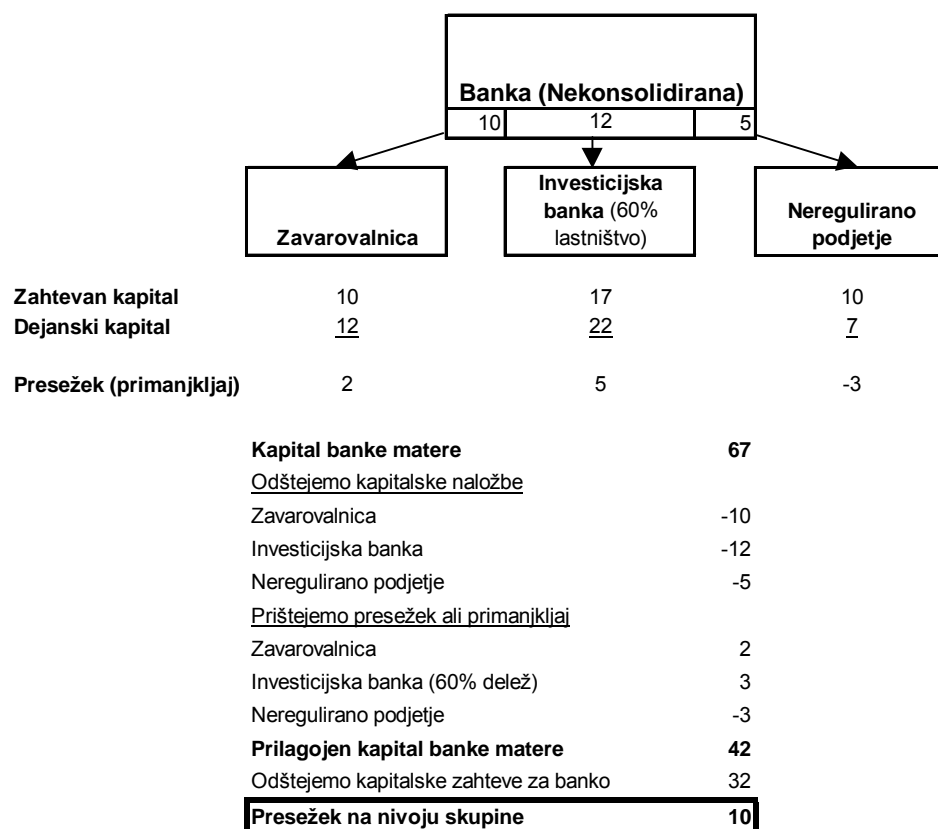 Banka (Nekonsolidirana)
10 12 5
Zavarovalnica
Investicijska
banka (60%
lastništvo)
Neregulirano
podjetje
Zahtevan kapital 10 17 10
Dejanski kapital 12 22 7
Presežek (primanjkljaj) 2 5 -3
Kapital banke matere 67
Odštejemo kapitalske naložbe
Zavarovalnica -10
Investicijska banka -12
Neregulirano podjetje -5
Prištejemo presežek ali primanjkljaj
Zavarovalnica 2
Investicijska banka (60% delež) 3
Neregulirano podjetje -3
Prilagojen kapital banke matere 42
Odštejemo kapitalske zahteve za banko 32
Presežek na nivoju skupine 10